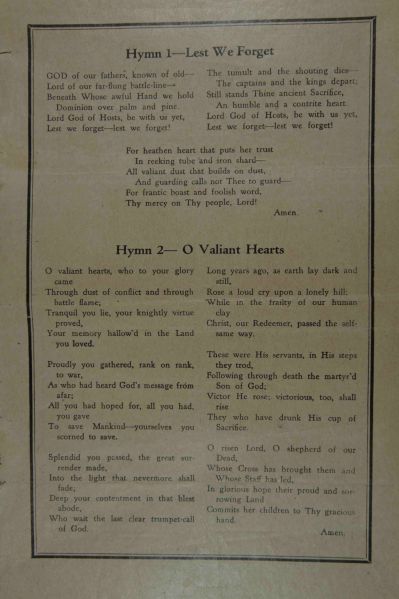 Hymn 1—Lest We Forget
GOD of our fathers, known of old—
Lord of our far-flung battle-line—
Beneath Whose awful Hand we hold
Dominion over palm and pine.
Lord God of Hosts, be with us yet,
Lest we forget—lest we forget!
The tumult and the shouting dies—
The captains and the kings depart;
Still stands Thine ancient Sacrifice,
An humble and a contrite heart.
Lord God of Hosts, be with us yet,
Lest we forget—lest we forget!
For heathen heart that puts her trust
In reeking tube and iron shard—
All valiant dust that builds on dust,
And guarding calls not Thee to guard—
For frantic boast and foolish word,
Thy mercy on Thy people, Lord!
Amen.
Hymn 2— O Valiant Hearts
O valiant hearts, who to your glory
came
Through dust of conflict and through
battle flame;
Tranquil you lie, your knightly virtue
proved,
Your memory hallow'd in the Land
you loved.
Proudly you gathered, rank on rank,
to war,
As who had heard God's message from
afar;
All you had hoped for, all you had,
you gave
To save Mankind—yourselves you
scorned to save.
Splendid you passed, the great sur-
render made,
Into the light that nevermore shall
fade;
Deep your contentment in that blest
abode,
Who wait the last clear trumpet-call
of God.
Long years ago, as earth lay dark and
still,
Rose a loud cry upon a lonely hill;
While in the frailty of our human
clay
Christ, our Redeemer, passed the self-
same way.
These were His servants, in His steps
they trod,
Following through death the martyr'd
Son of God;
Victor He rose; victorious, too, shall
rise
They who have drunk His cup of
Sacrifice.
O risen Lord, O shepherd of our
Dead,
Whose Cross has brought them and
Whose Staff has led,
In glorious hope their proud and sor-
rowing Land
Commits her children to Thy gracious
hand.
Amen.